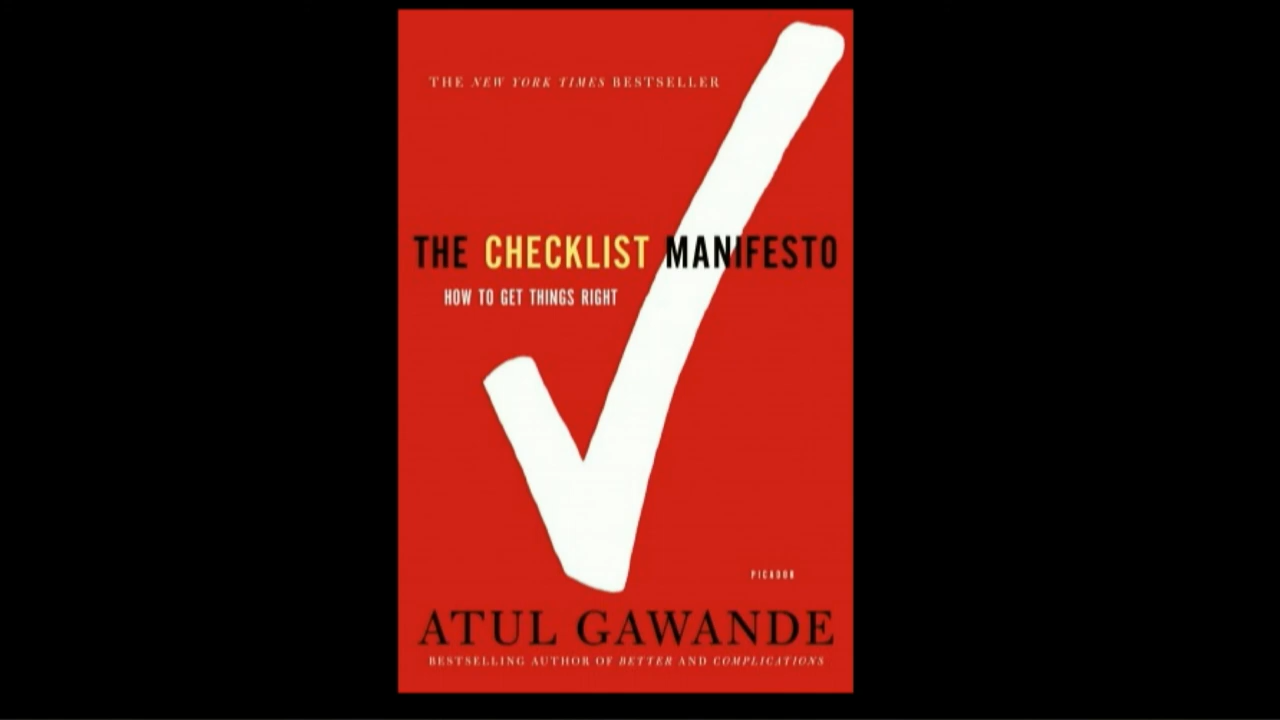 THE NEW YORK TIMES BESTSELLER
THE CHECKLIST MANIFESTO
HOW TO GET THINGS RIGHT
PICADOR
ATUL GAWANDE
BESTSELLING AUTHOR OF BETTER AND COMPLICATIONS